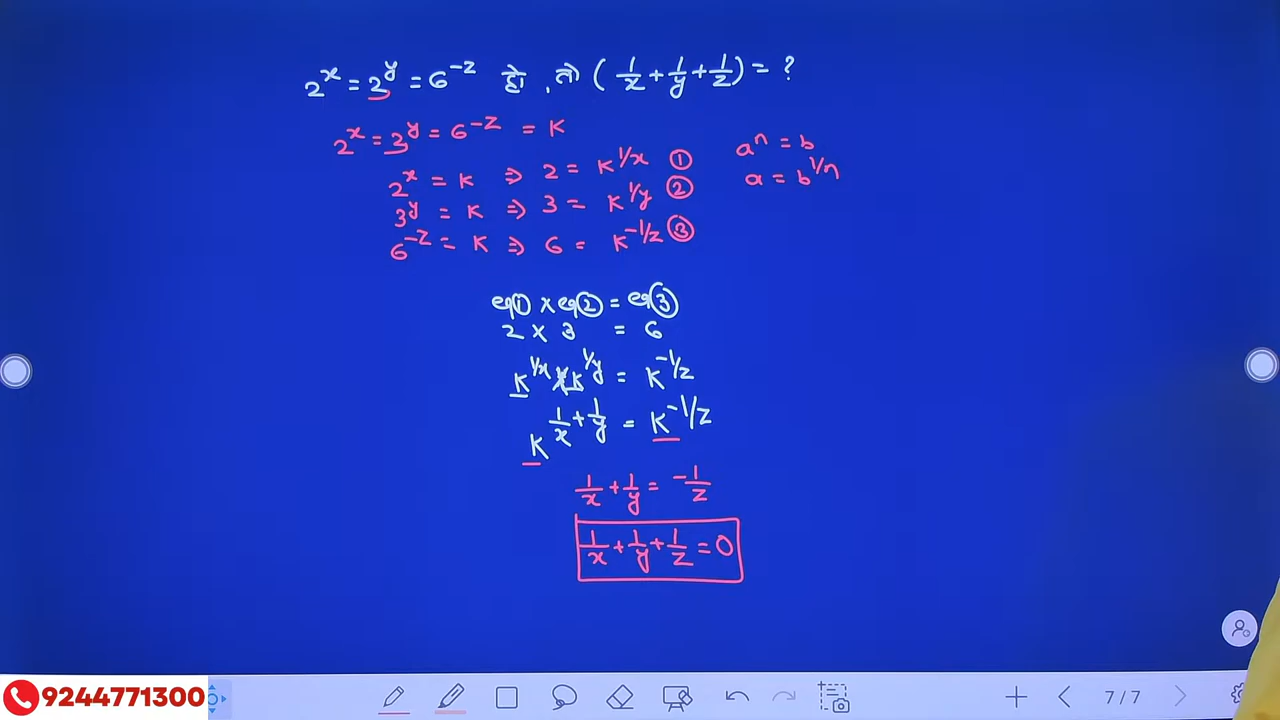 2^x = 3^y = 6^-z हो, तो (1/x + 1/y + 1/z) = ?
2^x = 3^y = 6^-z = K
2^x = K ⇒ 2 = K^1/x ①
3^y = K ⇒ 3 = K^1/y ②
6^-z = K ⇒ 6 = K^-1/z ③
a^n = b
a = b^1/n
eq① × eq② = eq③
2 × 3 = 6
K^1/x × K^1/y = K^-1/z
K^1/x + 1/y = K^-1/z
1/x + 1/y = -1/z
1/x + 1/y + 1/z = 0
9244771300
7/7